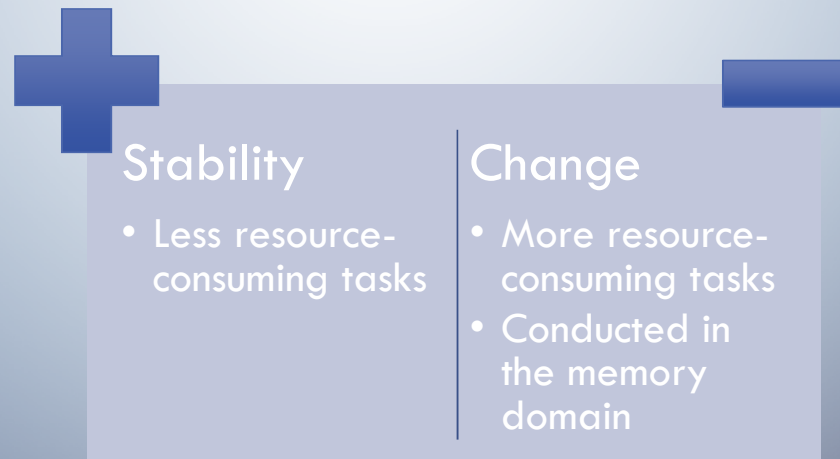 Stability
• Less resource-
consuming tasks
Change
• More resource-
consuming tasks
• Conducted in
the memory
domain